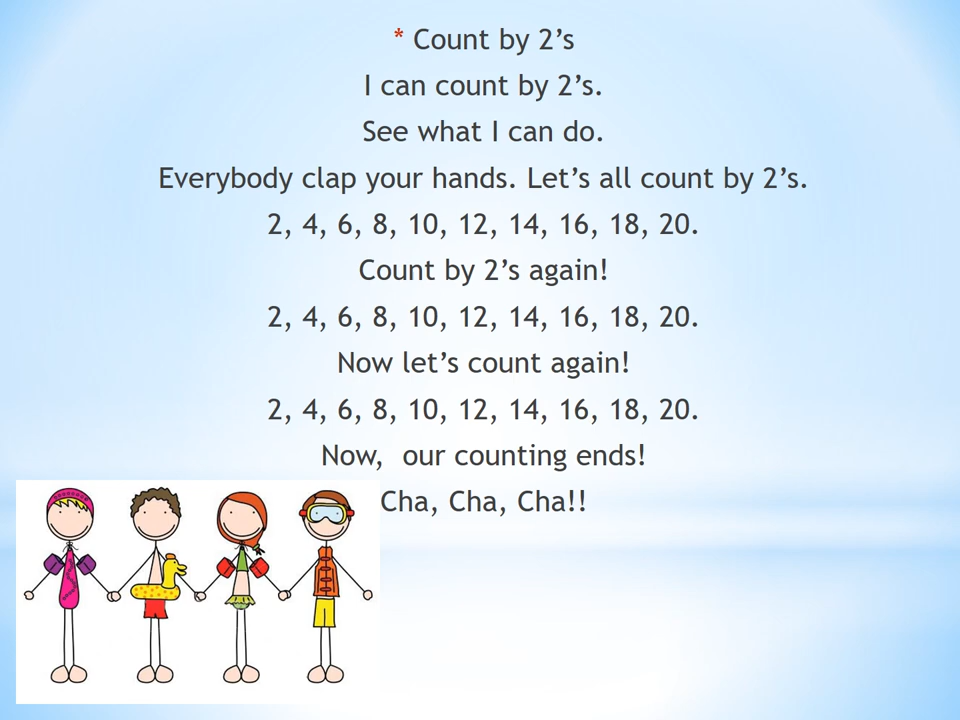 * Count by 2’s
I can count by 2’s.
See what I can do.
Everybody clap your hands. Let’s all count by 2’s.
2, 4, 6, 8, 10, 12, 14, 16, 18, 20.
Count by 2’s again!
2, 4, 6, 8, 10, 12, 14, 16, 18, 20.
Now let’s count again!
2, 4, 6, 8, 10, 12, 14, 16, 18, 20.
Now,  our counting ends!
Cha, Cha, Cha!!